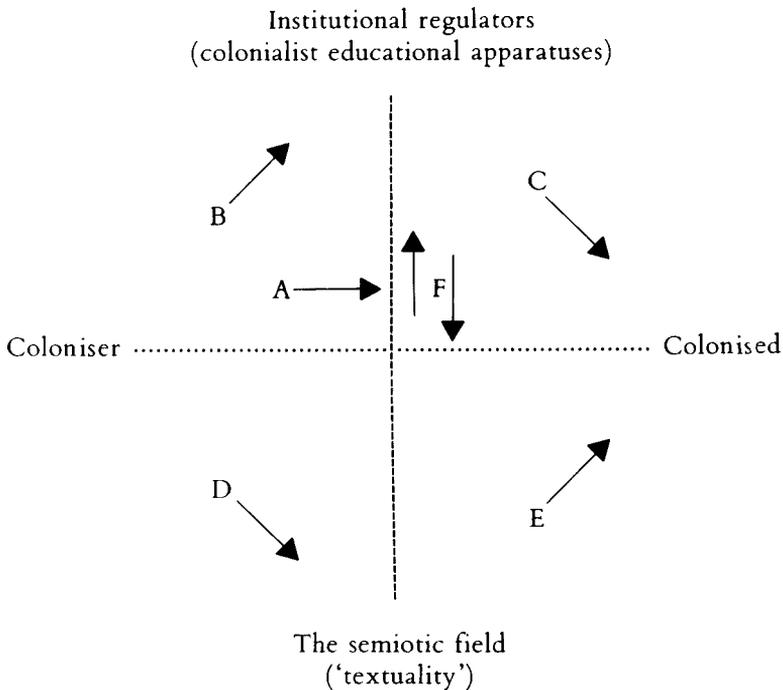 Institutional regulators
(colonialist educational apparatuses)
B
C
A
F
Coloniser
Colonised
D
E
The semiotic field
(‘textuality’)